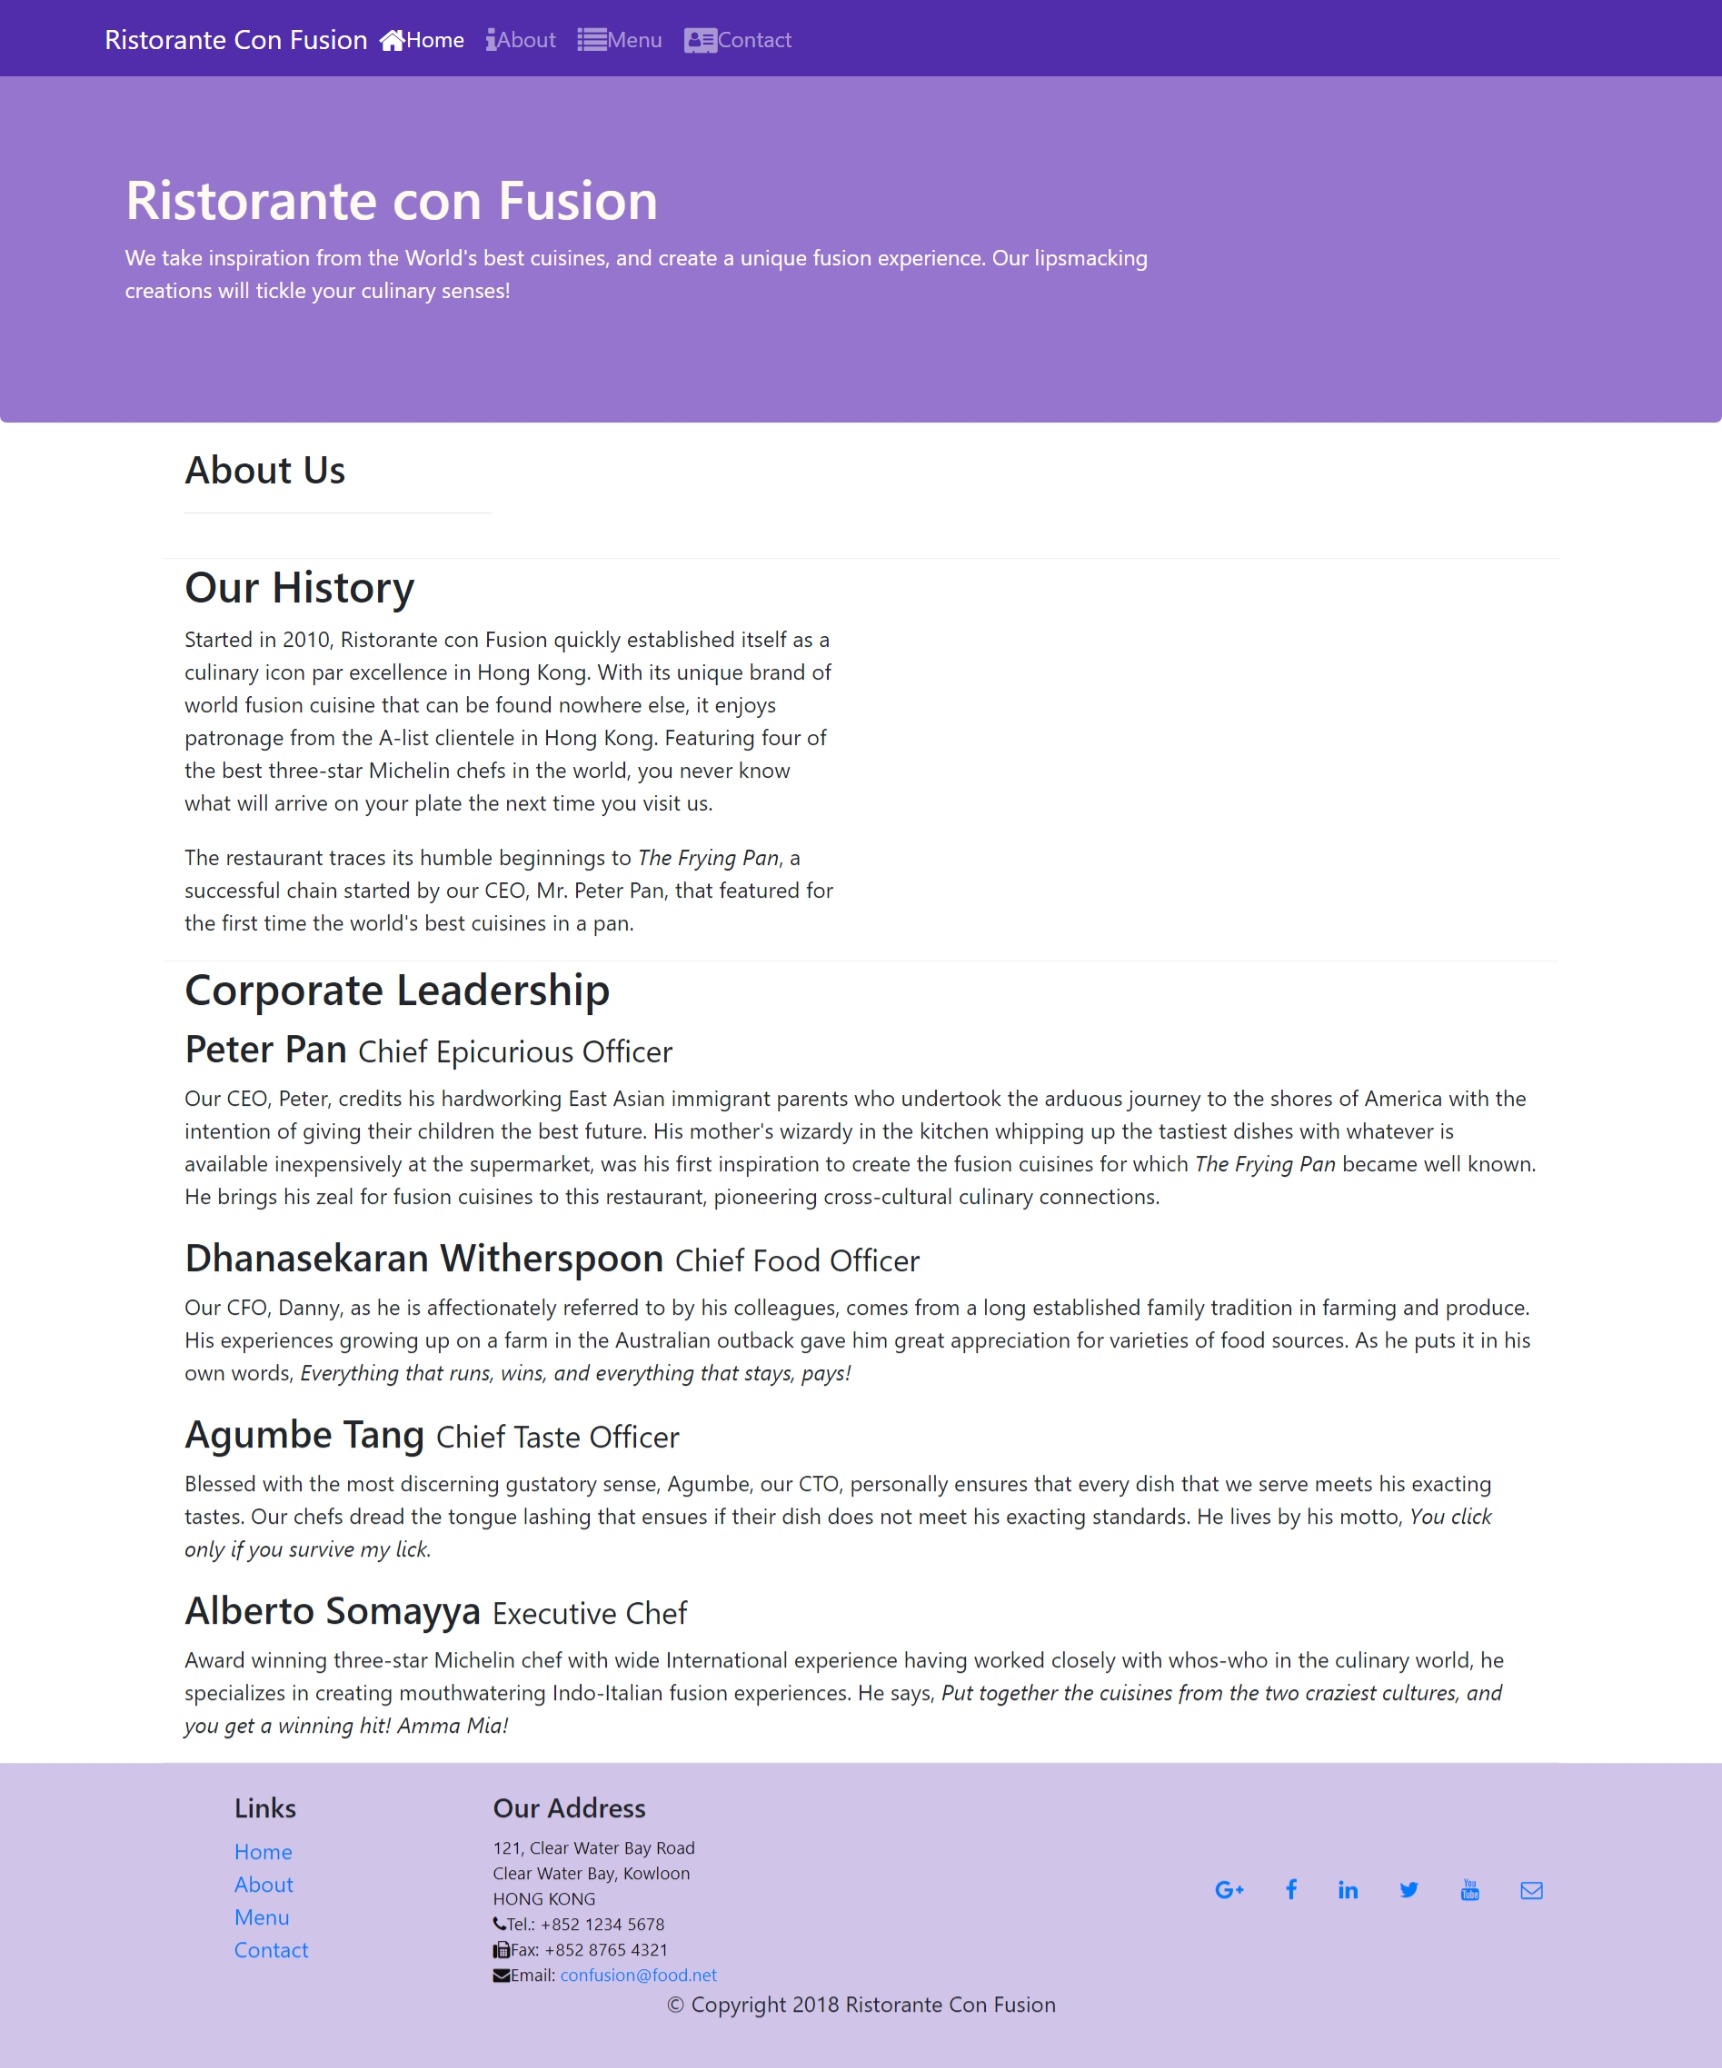 Ristorante Con Fusion Home About Menu Contact
Ristorante con Fusion
We take inspiration from the World's best cuisines, and create a unique fusion experience. Our lipsmacking
creations will tickle your culinary senses!
About Us
Our History
Started in 2010, Ristorante con Fusion quickly established itself as a
culinary icon par excellence in Hong Kong. With its unique brand of
world fusion cuisine that can be found nowhere else, it enjoys
patronage from the A-list clientele in Hong Kong. Featuring four of
the best three-star Michelin chefs in the world, you never know
what will arrive on your plate the next time you visit us.
The restaurant traces its humble beginnings to The Frying Pan, a
successful chain started by our CEO, Mr. Peter Pan, that featured for
the first time the world's best cuisines in a pan.
Corporate Leadership
Peter Pan Chief Epicurious Officer
Our CEO, Peter, credits his hardworking East Asian immigrant parents who undertook the arduous journey to the shores of America with the
intention of giving their children the best future. His mother's wizardy in the kitchen whipping up the tastiest dishes with whatever is
available inexpensively at the supermarket, was his first inspiration to create the fusion cuisines for which The Frying Pan became well known.
He brings his zeal for fusion cuisines to this restaurant, pioneering cross-cultural culinary connections.
Dhanasekaran Witherspoon Chief Food Officer
Our CFO, Danny, as he is affectionately referred to by his colleagues, comes from a long established family tradition in farming and produce.
His experiences growing up on a farm in the Australian outback gave him great appreciation for varieties of food sources. As he puts it in his
own words, Everything that runs, wins, and everything that stays, pays!
Agumbe Tang Chief Taste Officer
Blessed with the most discerning gustatory sense, Agumbe, our CTO, personally ensures that every dish that we serve meets his exacting
tastes. Our chefs dread the tongue lashing that ensues if their dish does not meet his exacting standards. He lives by his motto, You click
only if you survive my lick.
Alberto Somayya Executive Chef
Award winning three-star Michelin chef with wide International experience having worked closely with whos-who in the culinary world, he
specializes in creating mouthwatering Indo-Italian fusion experiences. He says, Put together the cuisines from the two craziest cultures, and
you get a winning hit! Amma Mia!
Links
Home
About
Menu
Contact
Our Address
121, Clear Water Bay Road
Clear Water Bay, Kowloon
HONG KONG
Tel.: +852 1234 5678
Fax: +852 8765 4321
Email: confusion@food.net
G+ f in You Tube
© Copyright 2018 Ristorante Con Fusion